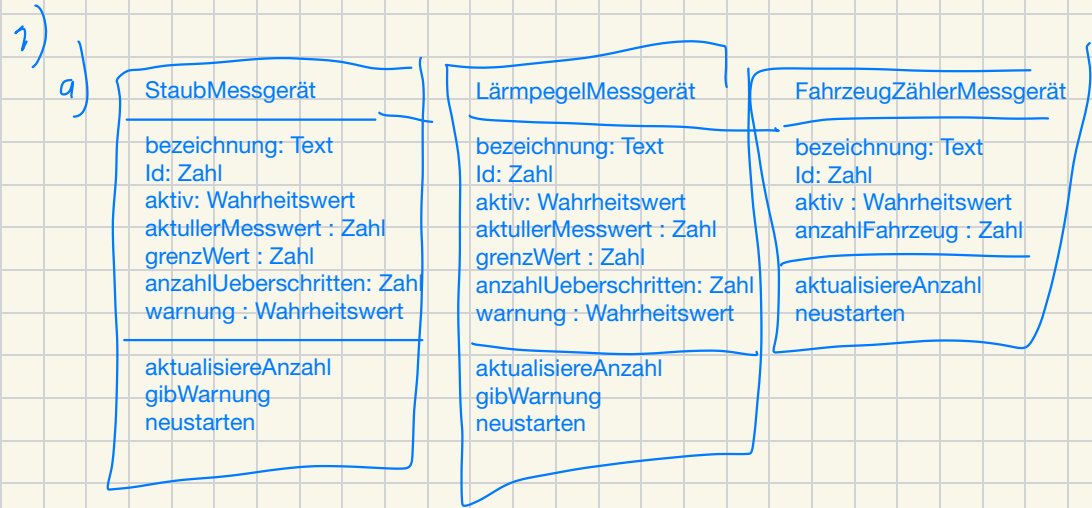 1)
a)
StaubMessgerät
bezeichnung: Text
Id: Zahl
aktiv: Wahrheitswert
aktullerMesswert : Zahl
grenzWert : Zahl
anzahlUeberschritten: Zahl
warnung : Wahrheitswert
aktualisiereAnzahl
gibWarnung
neustarten
LärmpegelMessgerät
bezeichnung: Text
Id: Zahl
aktiv: Wahrheitswert
aktullerMesswert : Zahl
grenzWert : Zahl
anzahlUeberschritten: Zahl
warnung : Wahrheitswert
aktualisiereAnzahl
gibWarnung
neustarten
FahrzeugZählerMessgerät
bezeichnung: Text
Id: Zahl
aktiv : Wahrheitswert
anzahlFahrzeug : Zahl
aktualisiereAnzahl
neustarten